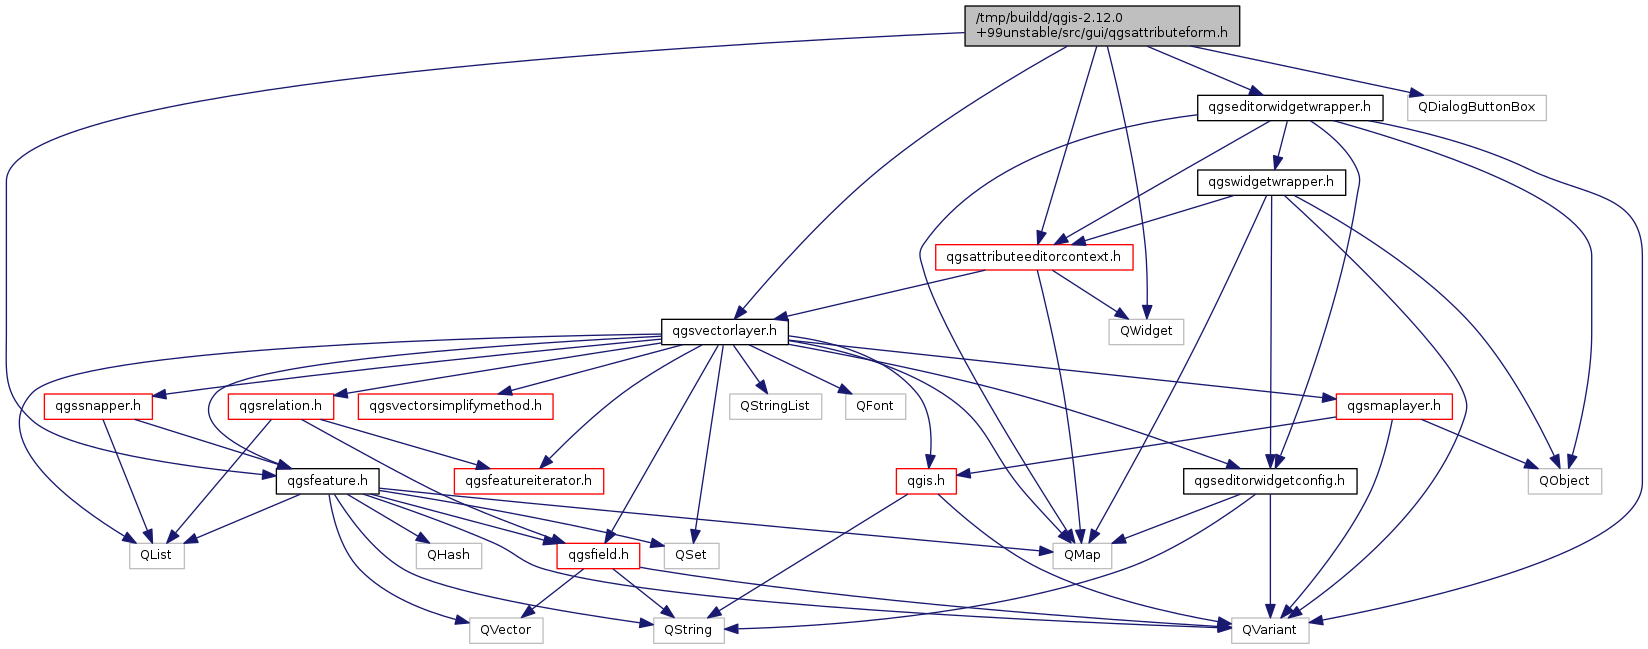 /tmp/buildd/qgis-2.12.0
+99unstable/src/gui/qgsattributeform.h
qgseditorwidgetwrapper.h
QDialogButtonBox
qgswidgetwrapper.h
qgsattributeeditorcontext.h
qgsvectorlayer.h
QWidget
qgssnapper.h
qgsrelation.h
qgsvectorsimplifymethod.h
QStringList
QFont
qgsmaplayer.h
qgsfeature.h
qgsfeatureiterator.h
qgis.h
qgseditorwidgetconfig.h
QObject
QList
QHash
qgsfield.h
QSet
QMap
QVector
QString
QVariant